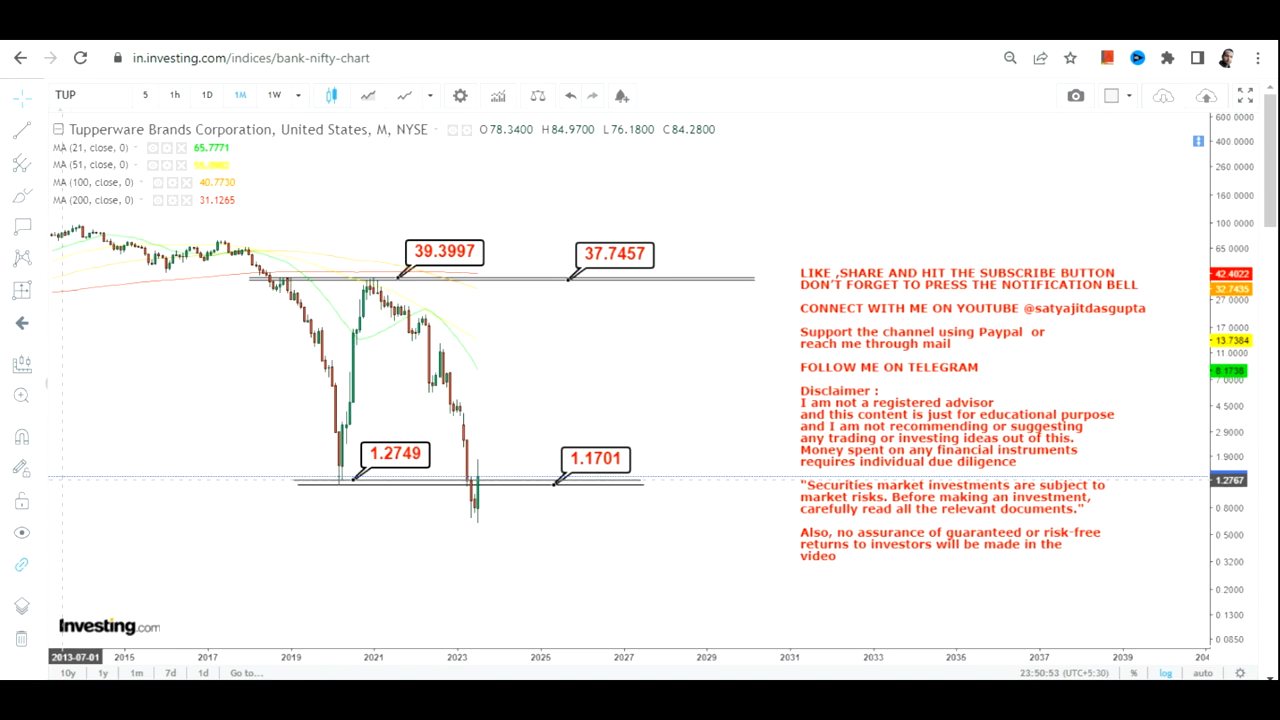 in.investing.com/indices/bank-nifty-chart
TUP 5 1h 1D 1M 1W
Tupperware Brands Corporation, United States, M, NYSE O78.3400 H84.9700 L76.1800 C84.2800
MA (21, close, 0) 65.7771
MA (51, close, 0)
MA (100, close, 0) 40.7730
MA (200, close, 0) 31.1265
600.0000
400.0000
260.0000
160.0000
100.0000
65.0000
42.4022
32.7435
27.0000
17.0000
13.7384
11.0000
8.1738
7.0000
4.5000
2.9000
1.9000
1.2767
0.8000
0.5000
0.3200
0.2000
0.1300
0.0850
39.3997
37.7457
1.2749
1.1701
LIKE ,SHARE AND HIT THE SUBSCRIBE BUTTON
DON'T FORGET TO PRESS THE NOTIFICATION BELL
CONNECT WITH ME ON YOUTUBE @satyajitdasgupta
Support the channel using Paypal or
reach me through mail
FOLLOW ME ON TELEGRAM
Disclaimer :
I am not a registered advisor
and this content is just for educational purpose
and I am not recommending or suggesting
any trading or investing ideas out of this.
Money spent on any financial instruments
requires individual due diligence
"Securities market investments are subject to
market risks. Before making an investment,
carefully read all the relevant documents."
Also, no assurance of guaranteed or risk-free
returns to investors will be made in the
video
Investing.com
2013-07-01 2015 2017 2019 2021 2023 2025 2027 2029 2031 2033 2035 2037 2039 204
10y 1y 1m 7d 1d Go to... 23:50:53 (UTC+5:30) % log auto